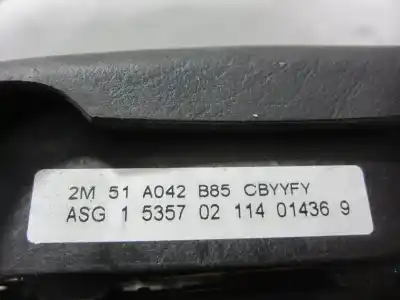 2M 51 A042 B85 CBYYFY
ASG 1 5357 02 114 01436 9